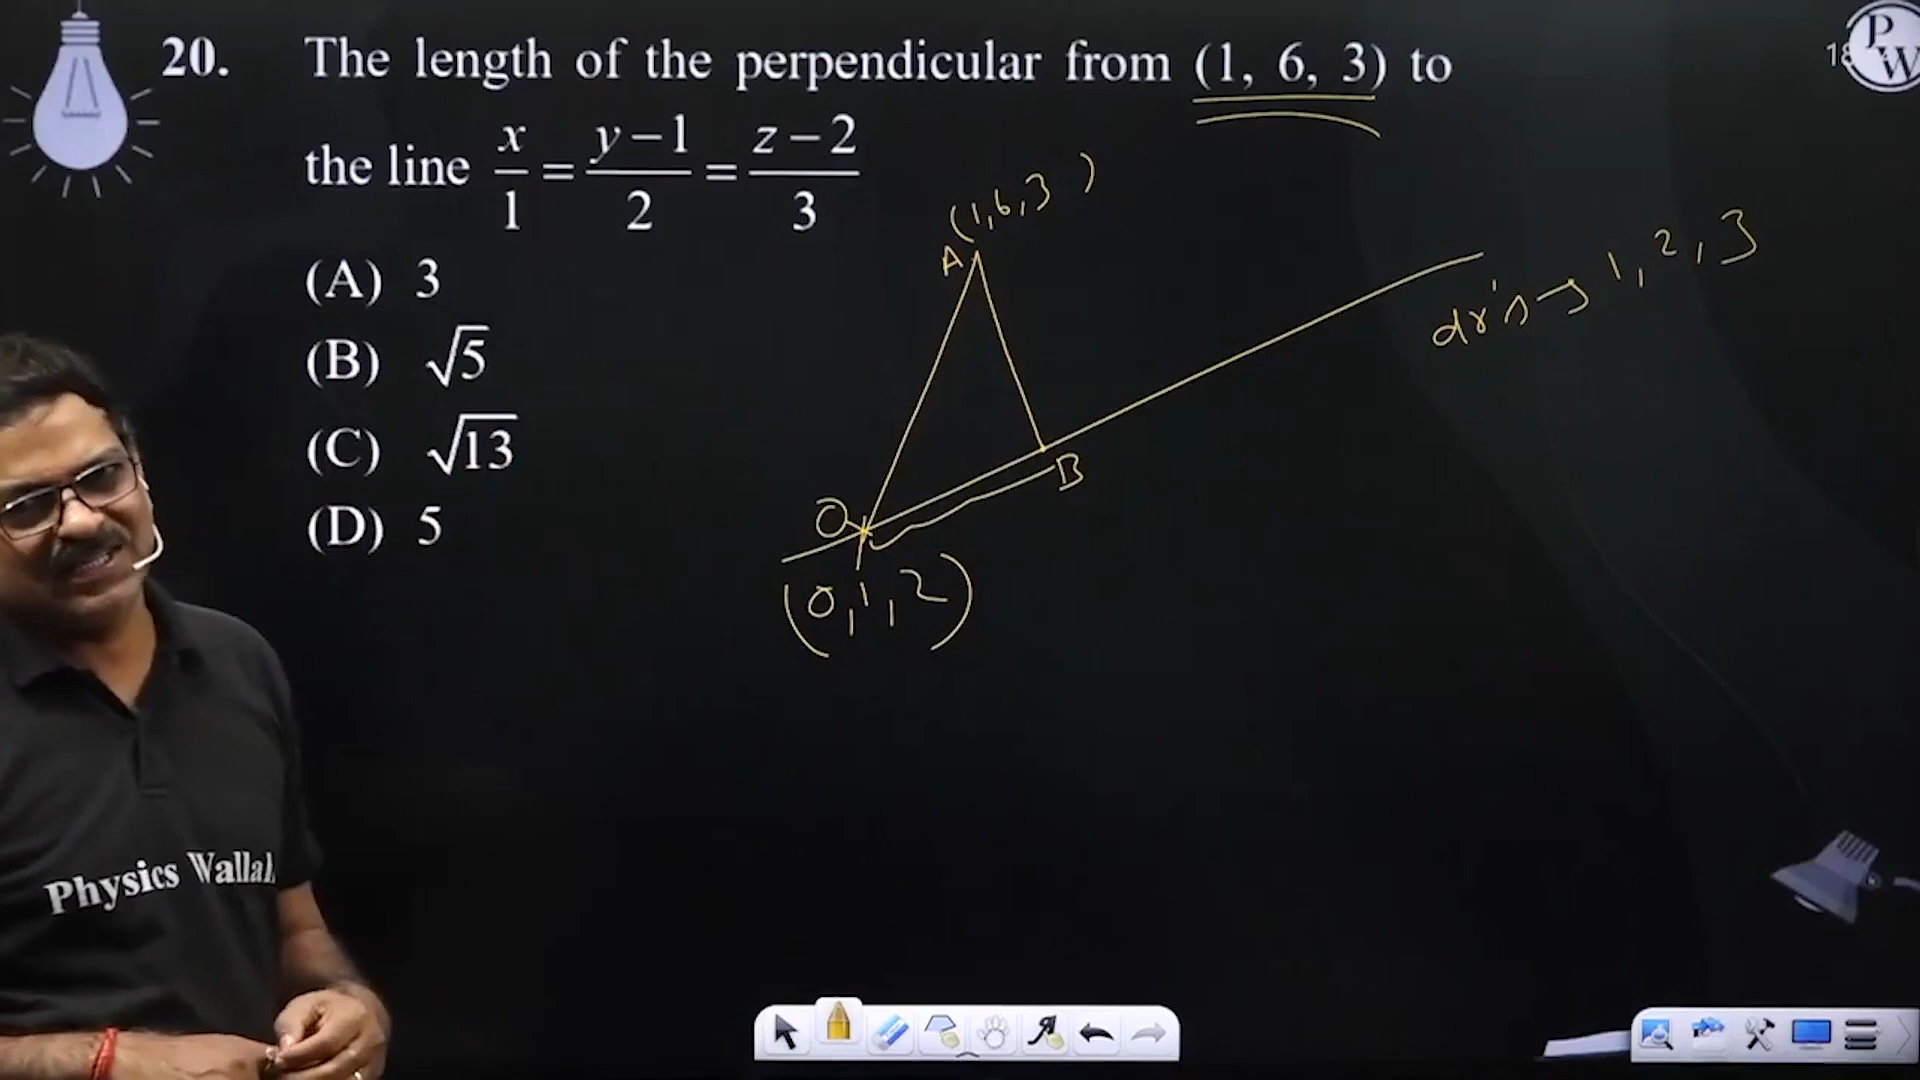 20. The length of the perpendicular from (1, 6, 3) to
the line x/1 = y−1/2 = z−2/3
(A) 3
(B) √5
(C) √13
(D) 5
(1,6,3)
A
dr's → 1, 2, 3
B
O
(0,1,2)
Physics Wallah
PW
18